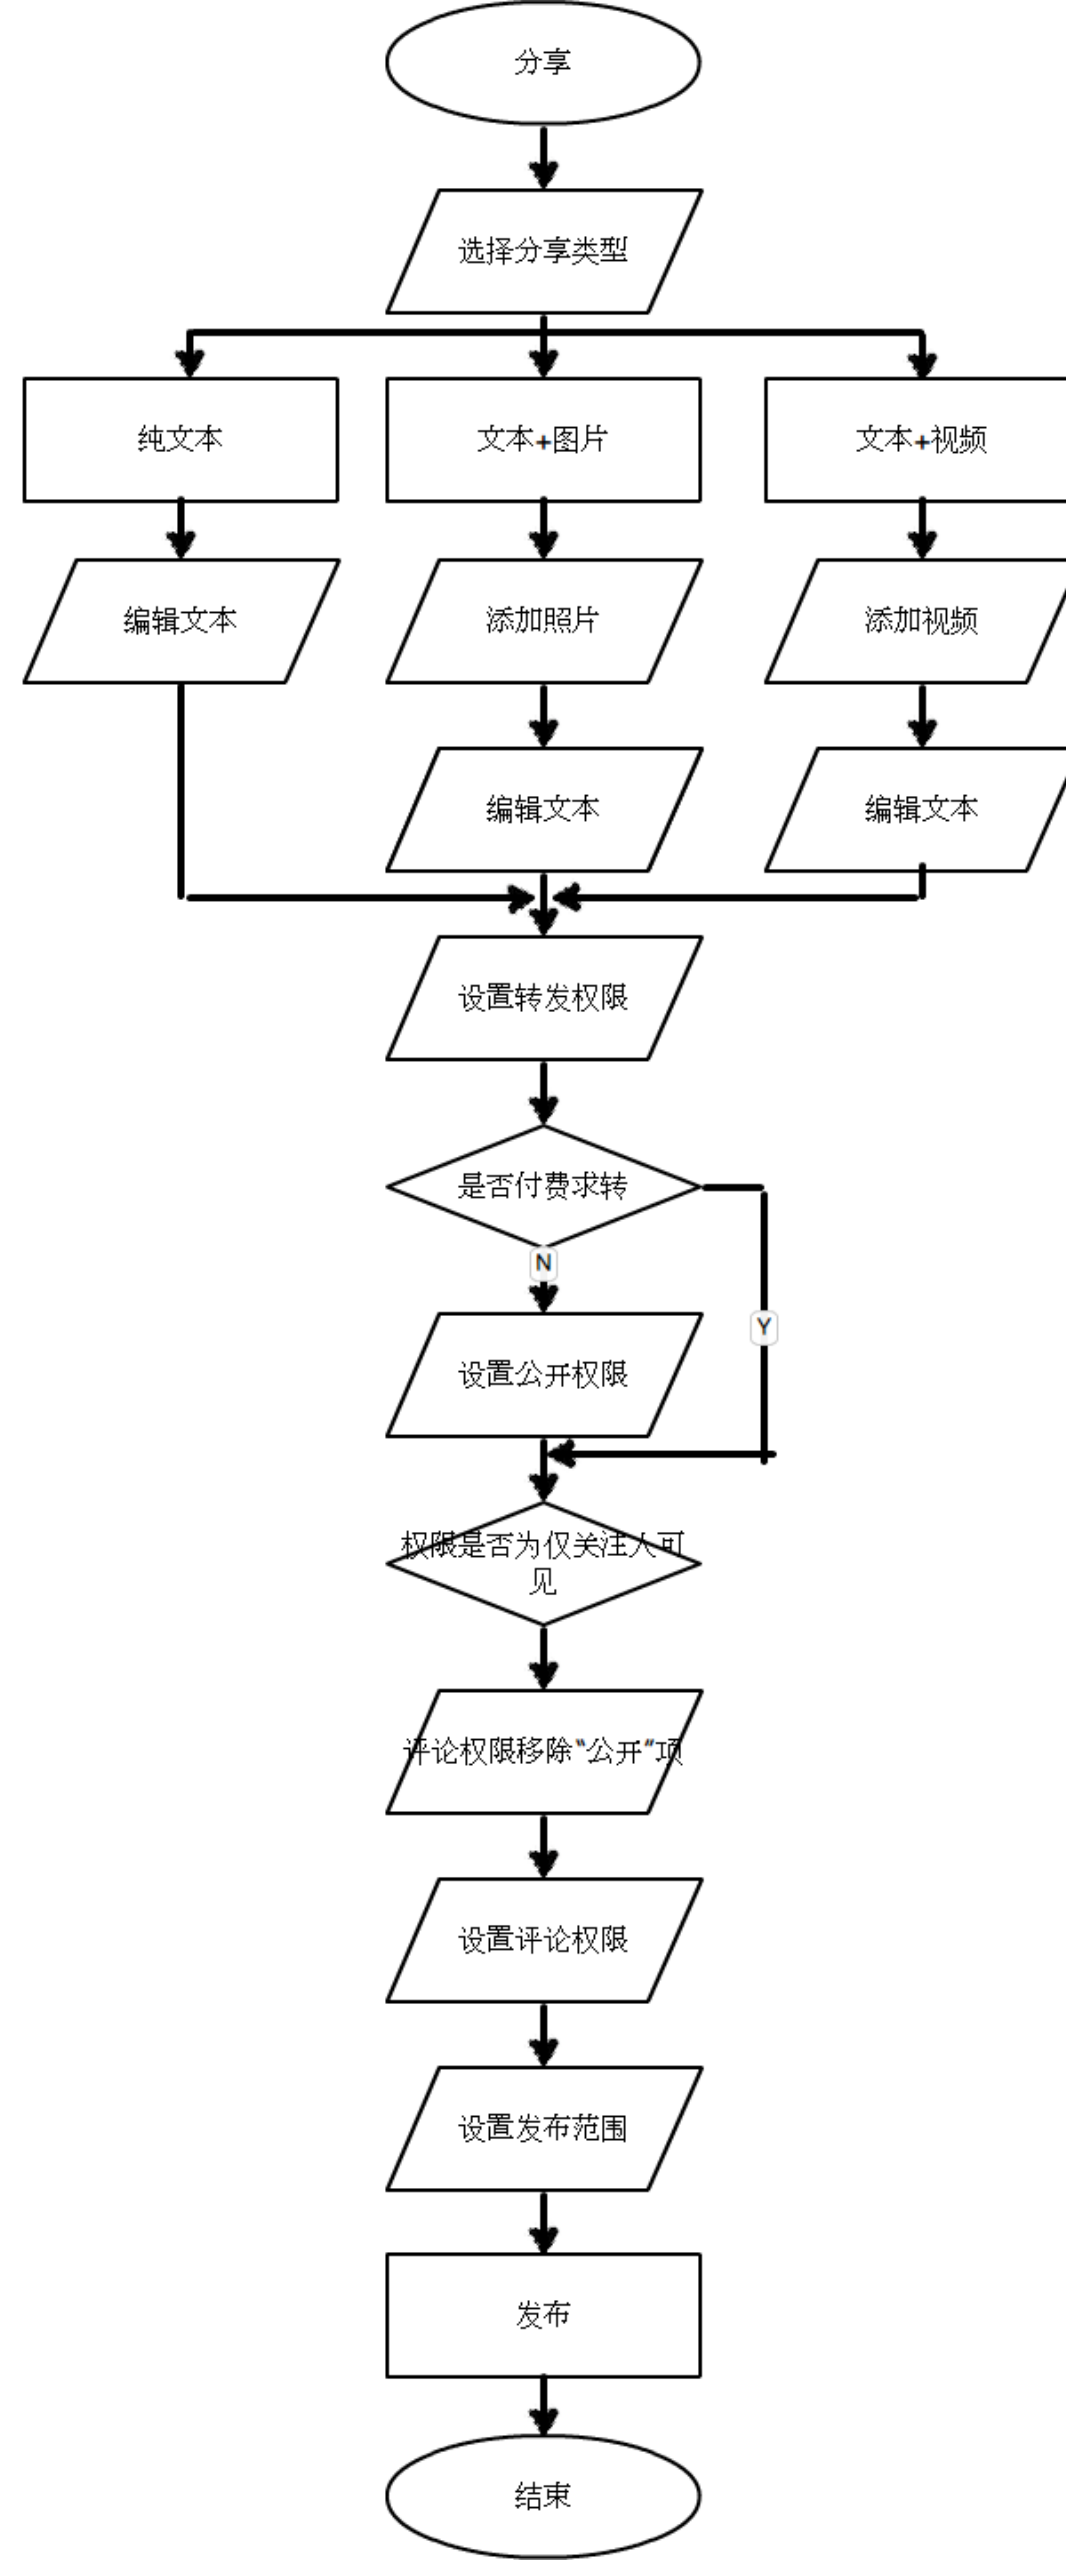 分享
选择分享类型
纯文本
文本+图片
文本+视频
编辑文本
添加照片
添加视频
编辑文本
编辑文本
设置转发权限
是否付费求转
N
Y
设置公开权限
权限是否为仅关注人可
见
评论权限移除“公开”项
设置评论权限
设置发布范围
发布
结束